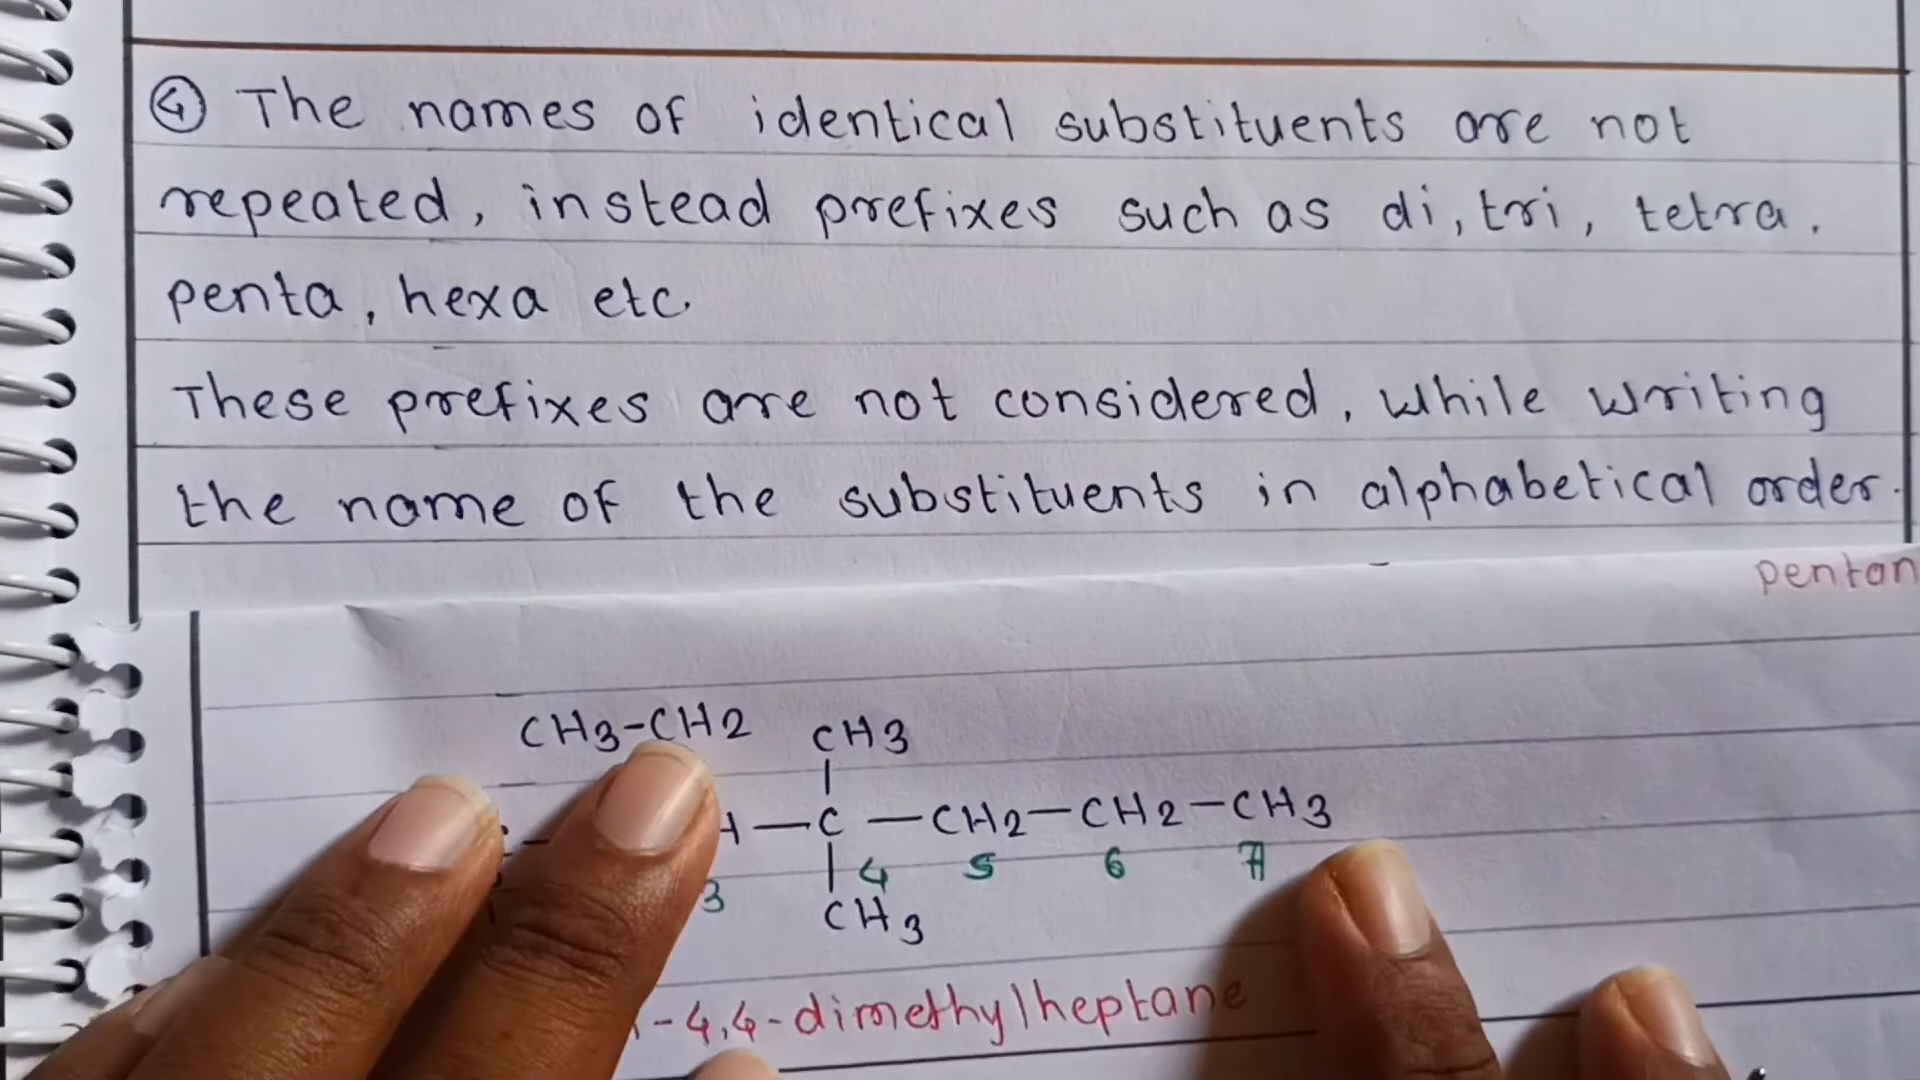 ④ The names of identical substituents are not
repeated, instead prefixes such as di, tri, tetra,
penta, hexa etc.
These prefixes are not considered, while writing
the name of the substituents in alphabetical order.
pentan
CH3-CH2 CH3
H—C—CH2—CH2—CH3
3 4 5 6 7
CH3
-4,4-dimethylheptane